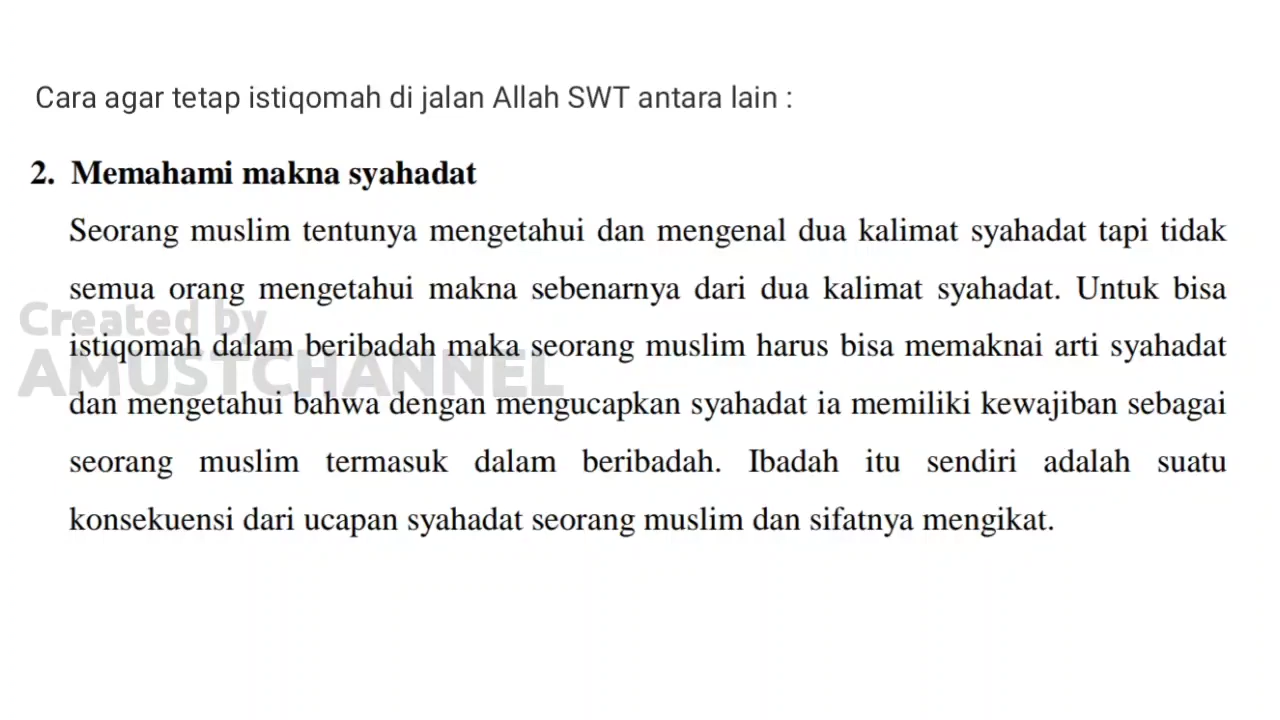 Cara agar tetap istiqomah di jalan Allah SWT antara lain :
2. Memahami makna syahadat
Seorang muslim tentunya mengetahui dan mengenal dua kalimat syahadat tapi tidak
semua orang mengetahui makna sebenarnya dari dua kalimat syahadat. Untuk bisa
Created by
istiqomah dalam beribadah maka seorang muslim harus bisa memaknai arti syahadat
AMUSTCHANNEL
dan mengetahui bahwa dengan mengucapkan syahadat ia memiliki kewajiban sebagai
seorang muslim termasuk dalam beribadah. Ibadah itu sendiri adalah suatu
konsekuensi dari ucapan syahadat seorang muslim dan sifatnya mengikat.